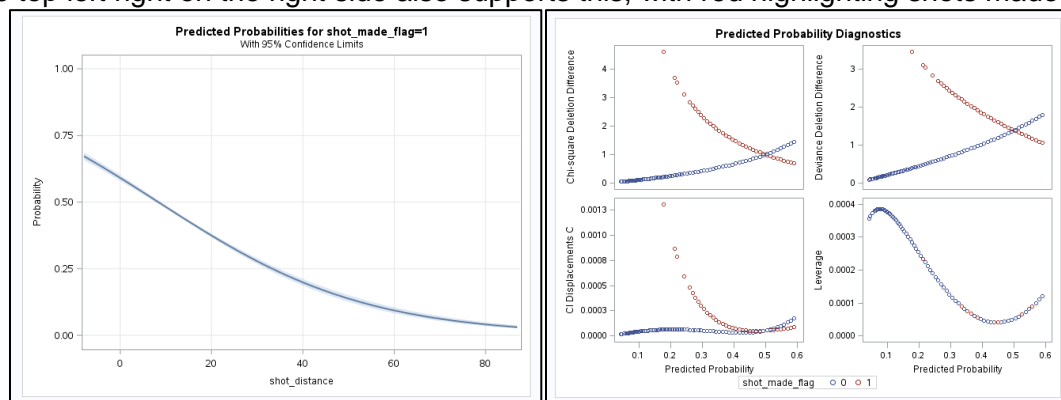 top left right on the right side also supports this, with red highlighting shots made
Predicted Probabilities for shot_made_flag=1
With 95% Confidence Limits
1.00
0.75
0.50
0.25
0.00
Probability
0
20
40
60
80
shot_distance
Predicted Probability Diagnostics
Chi-square Deletion Difference
4
3
2
1
0
Deviance Deletion Difference
3
2
1
0
CI Displacements C
0.0013
0.0010
0.0008
0.0005
0.0003
0.0000
0.1 0.2 0.3 0.4 0.5 0.6
Predicted Probability
Leverage
0.0004
0.0003
0.0002
0.0001
0.0000
0.1 0.2 0.3 0.4 0.5 0.6
Predicted Probability
shot_made_flag 0 1